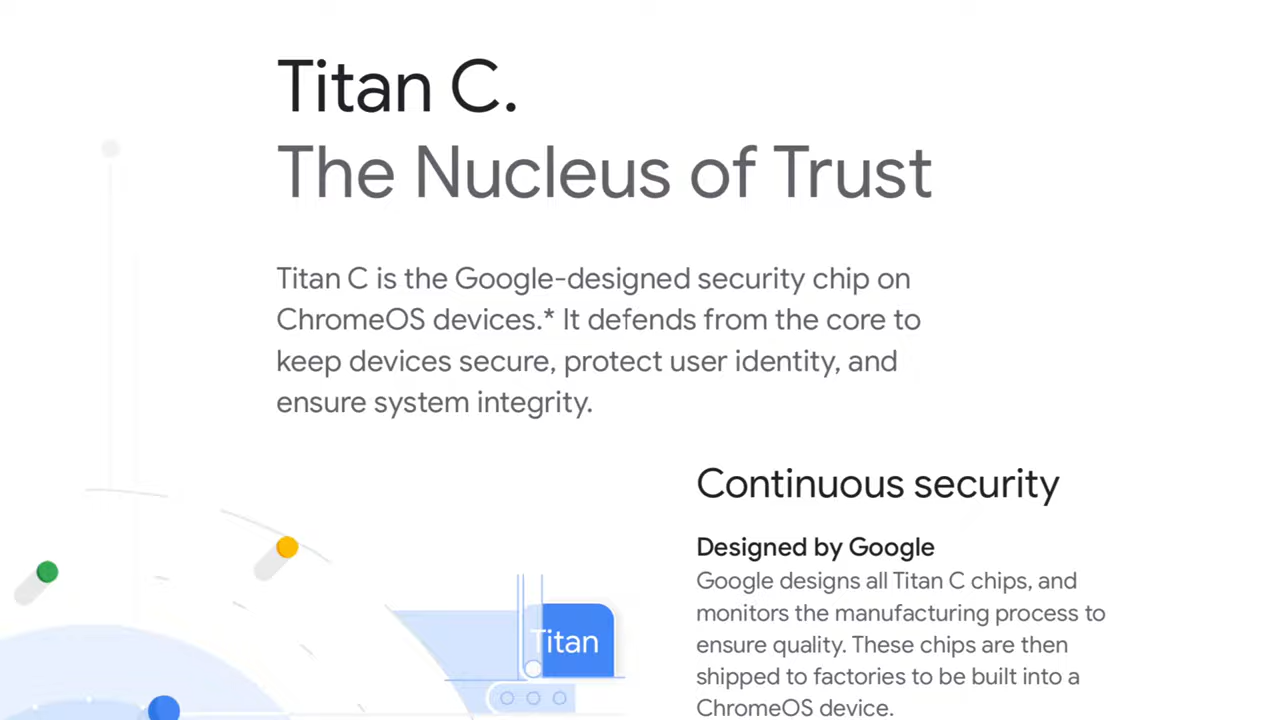 Titan C.
The Nucleus of Trust
Titan C is the Google-designed security chip on
ChromeOS devices.* It defends from the core to
keep devices secure, protect user identity, and
ensure system integrity.
Continuous security
Designed by Google
Google designs all Titan C chips, and
monitors the manufacturing process to
ensure quality. These chips are then
shipped to factories to be built into a
ChromeOS device.
Titan